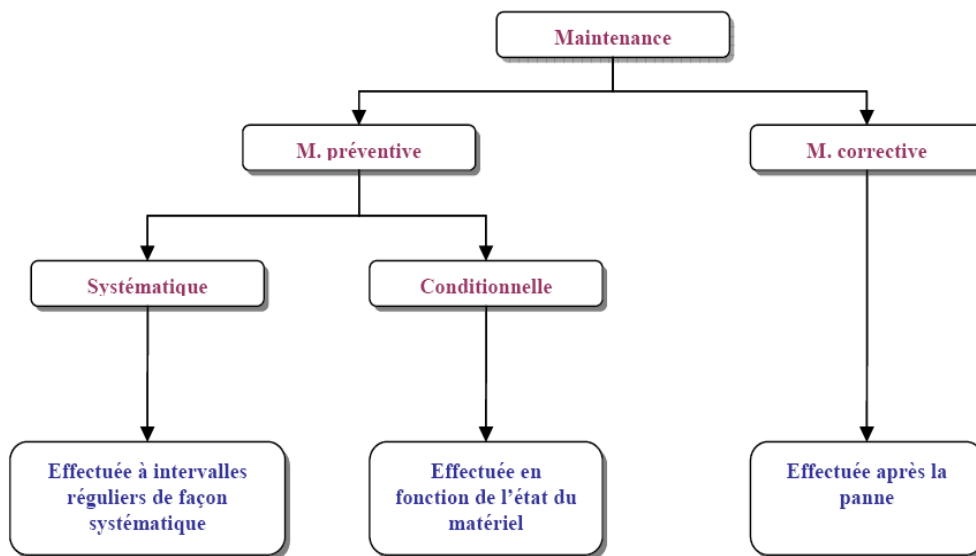 Maintenance
M. préventive
M. corrective
Systématique
Conditionnelle
Effectuée à intervalles
réguliers de façon
systématique
Effectuée en
fonction de l’état du
matériel
Effectuée après la
panne